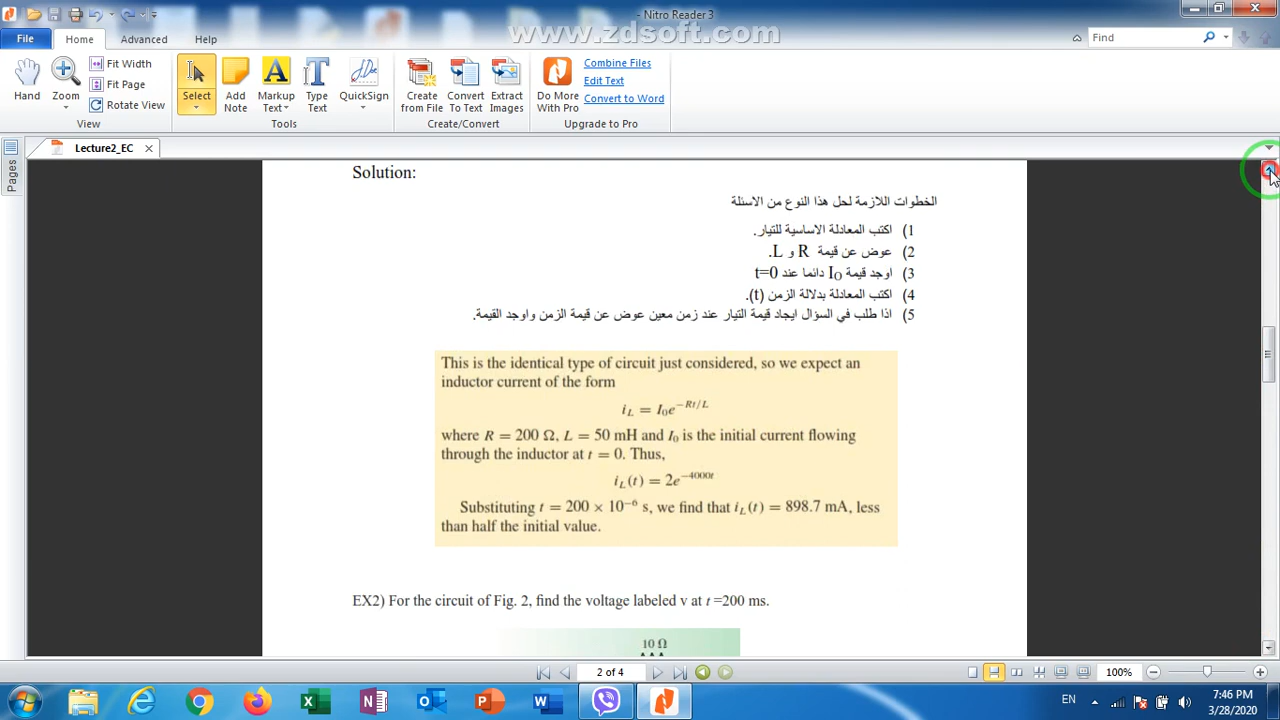 - Nitro Reader 3
www.zdsoft.com
File Home Advanced Help
Find
Hand
Zoom
Fit Width
Fit Page
Rotate View
View
Select
Add Note
Markup Text
Type Text
QuickSign
Tools
Create from File
Convert To Text
Extract Images
Create/Convert
Do More With Pro
Combine Files
Edit Text
Convert to Word
Upgrade to Pro
Pages
Lecture2_EC
Solution:
الخطوات اللازمة لحل هذا النوع من الاسئلة
1) اكتب المعادلة الاساسية للتيار.
2) عوض عن قيمة R و L.
3) اوجد قيمة I₀ دائما عند t=0
4) اكتب المعادلة بدلالة الزمن (t).
5) اذا طلب في السؤال ايجاد قيمة التيار عند زمن معين عوض عن قيمة الزمن واوجد القيمة.
This is the identical type of circuit just considered, so we expect an
inductor current of the form
i_L = I₀e^{−Rt/L}
where R = 200 Ω, L = 50 mH and I₀ is the initial current flowing
through the inductor at t = 0. Thus,
i_L(t) = 2e^{−4000t}
Substituting t = 200 × 10⁻⁶ s, we find that i_L(t) = 898.7 mA, less
than half the initial value.
EX2) For the circuit of Fig. 2, find the voltage labeled v at t =200 ms.
10 Ω
2 of 4
100%
EN
7:46 PM
3/28/2020